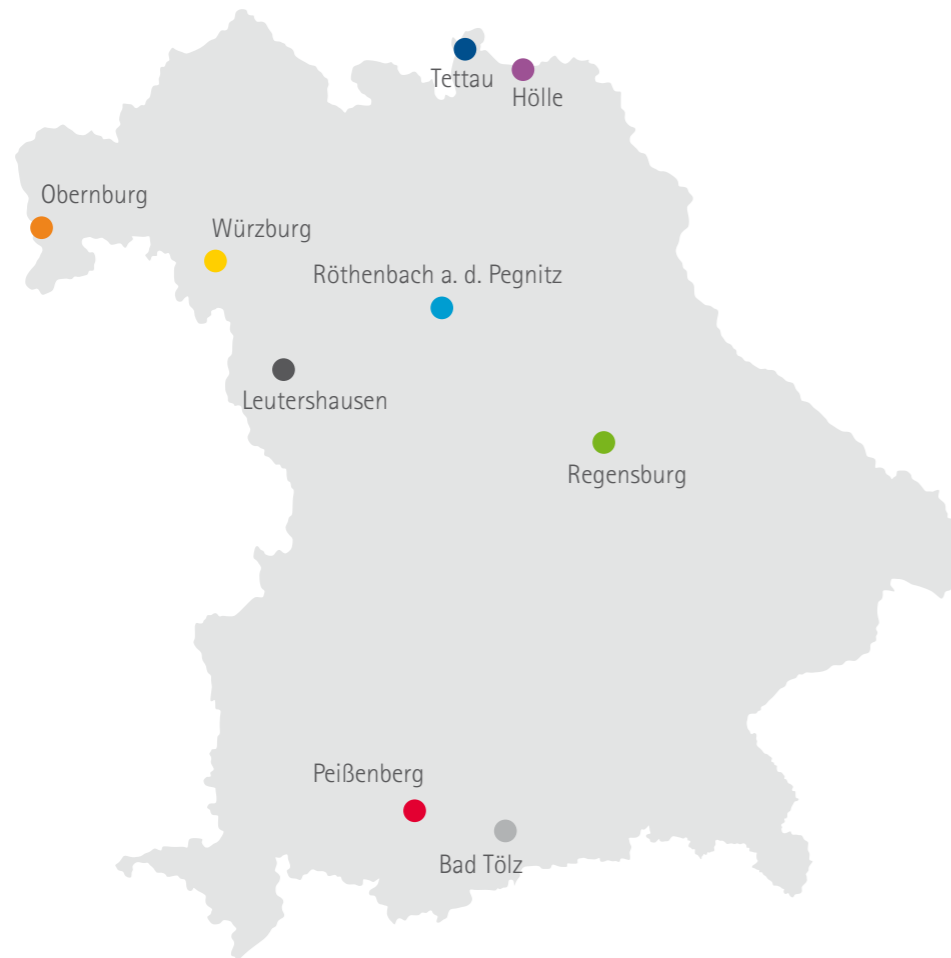 Tettau
Hölle
Obernburg
Würzburg
Röthenbach a. d. Pegnitz
Leutershausen
Regensburg
Peißenberg
Bad Tölz